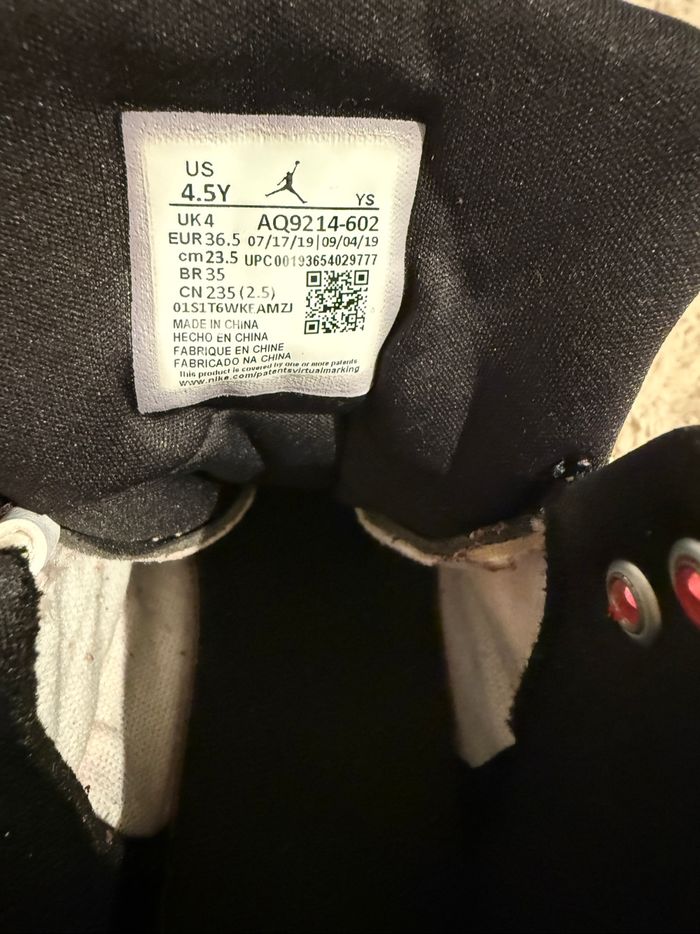 US
4.5Y YS
UK 4 AQ9214-602
EUR 36.5 07/17/19|09/04/19
cm 23.5 UPC 00193654029777
BR 35
CN 235 (2.5)
01S1T6WKEAMZJ
MADE IN CHINA
HECHO EN CHINA
FABRIQUE EN CHINE
FABRICADO NA CHINA
This product is covered by one or more patents
www.nike.com/patentsvirtualmarking